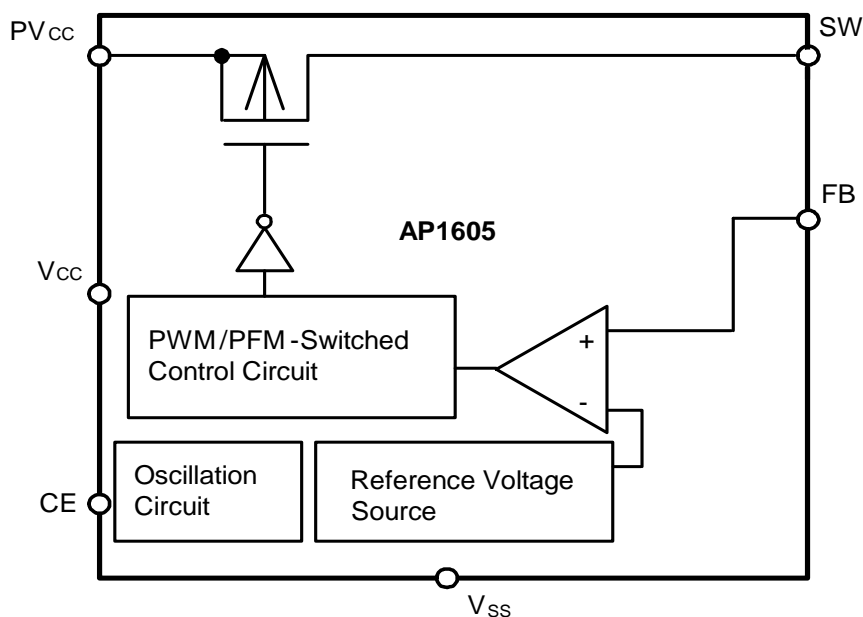 PVCC
SW
FB
AP1605
VCC
PWM/PFM-Switched
Control Circuit
+
-
Oscillation
Circuit
Reference Voltage
Source
CE
VSS